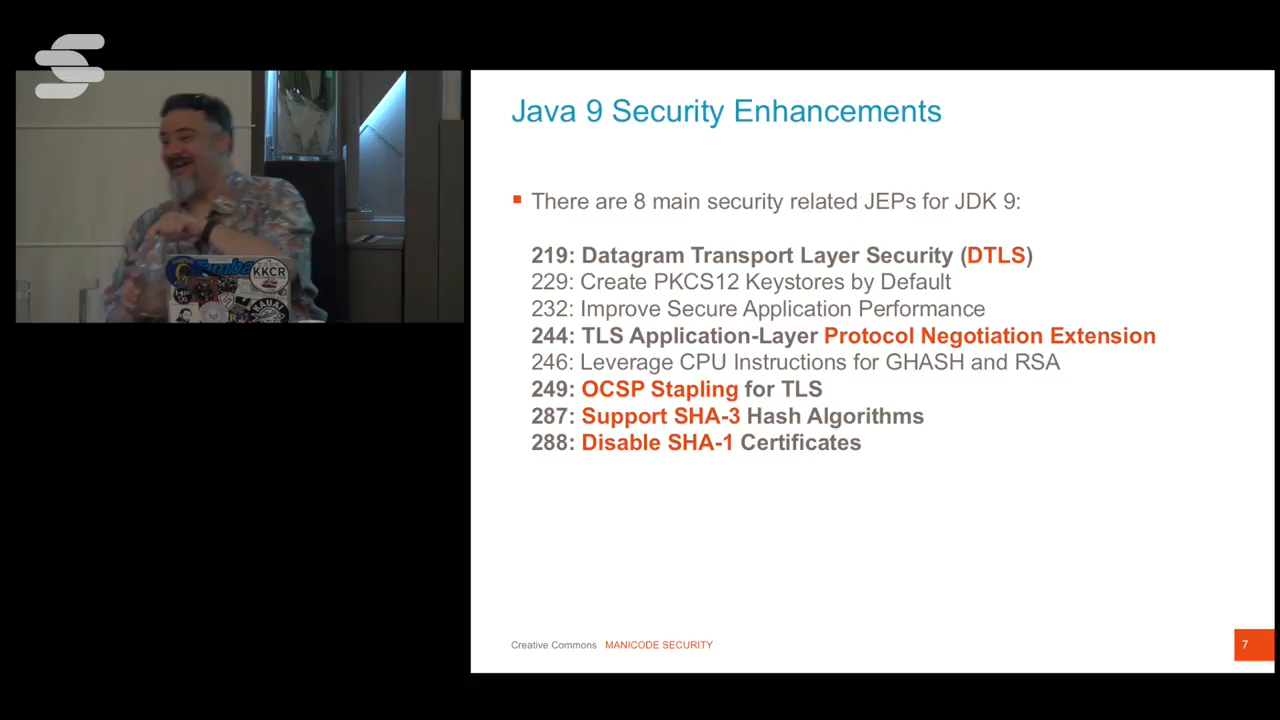 Java 9 Security Enhancements
There are 8 main security related JEPs for JDK 9:
219: Datagram Transport Layer Security (DTLS)
229: Create PKCS12 Keystores by Default
232: Improve Secure Application Performance
244: TLS Application-Layer Protocol Negotiation Extension
246: Leverage CPU Instructions for GHASH and RSA
249: OCSP Stapling for TLS
287: Support SHA-3 Hash Algorithms
288: Disable SHA-1 Certificates
Creative Commons MANICODE SECURITY
7
KKCR